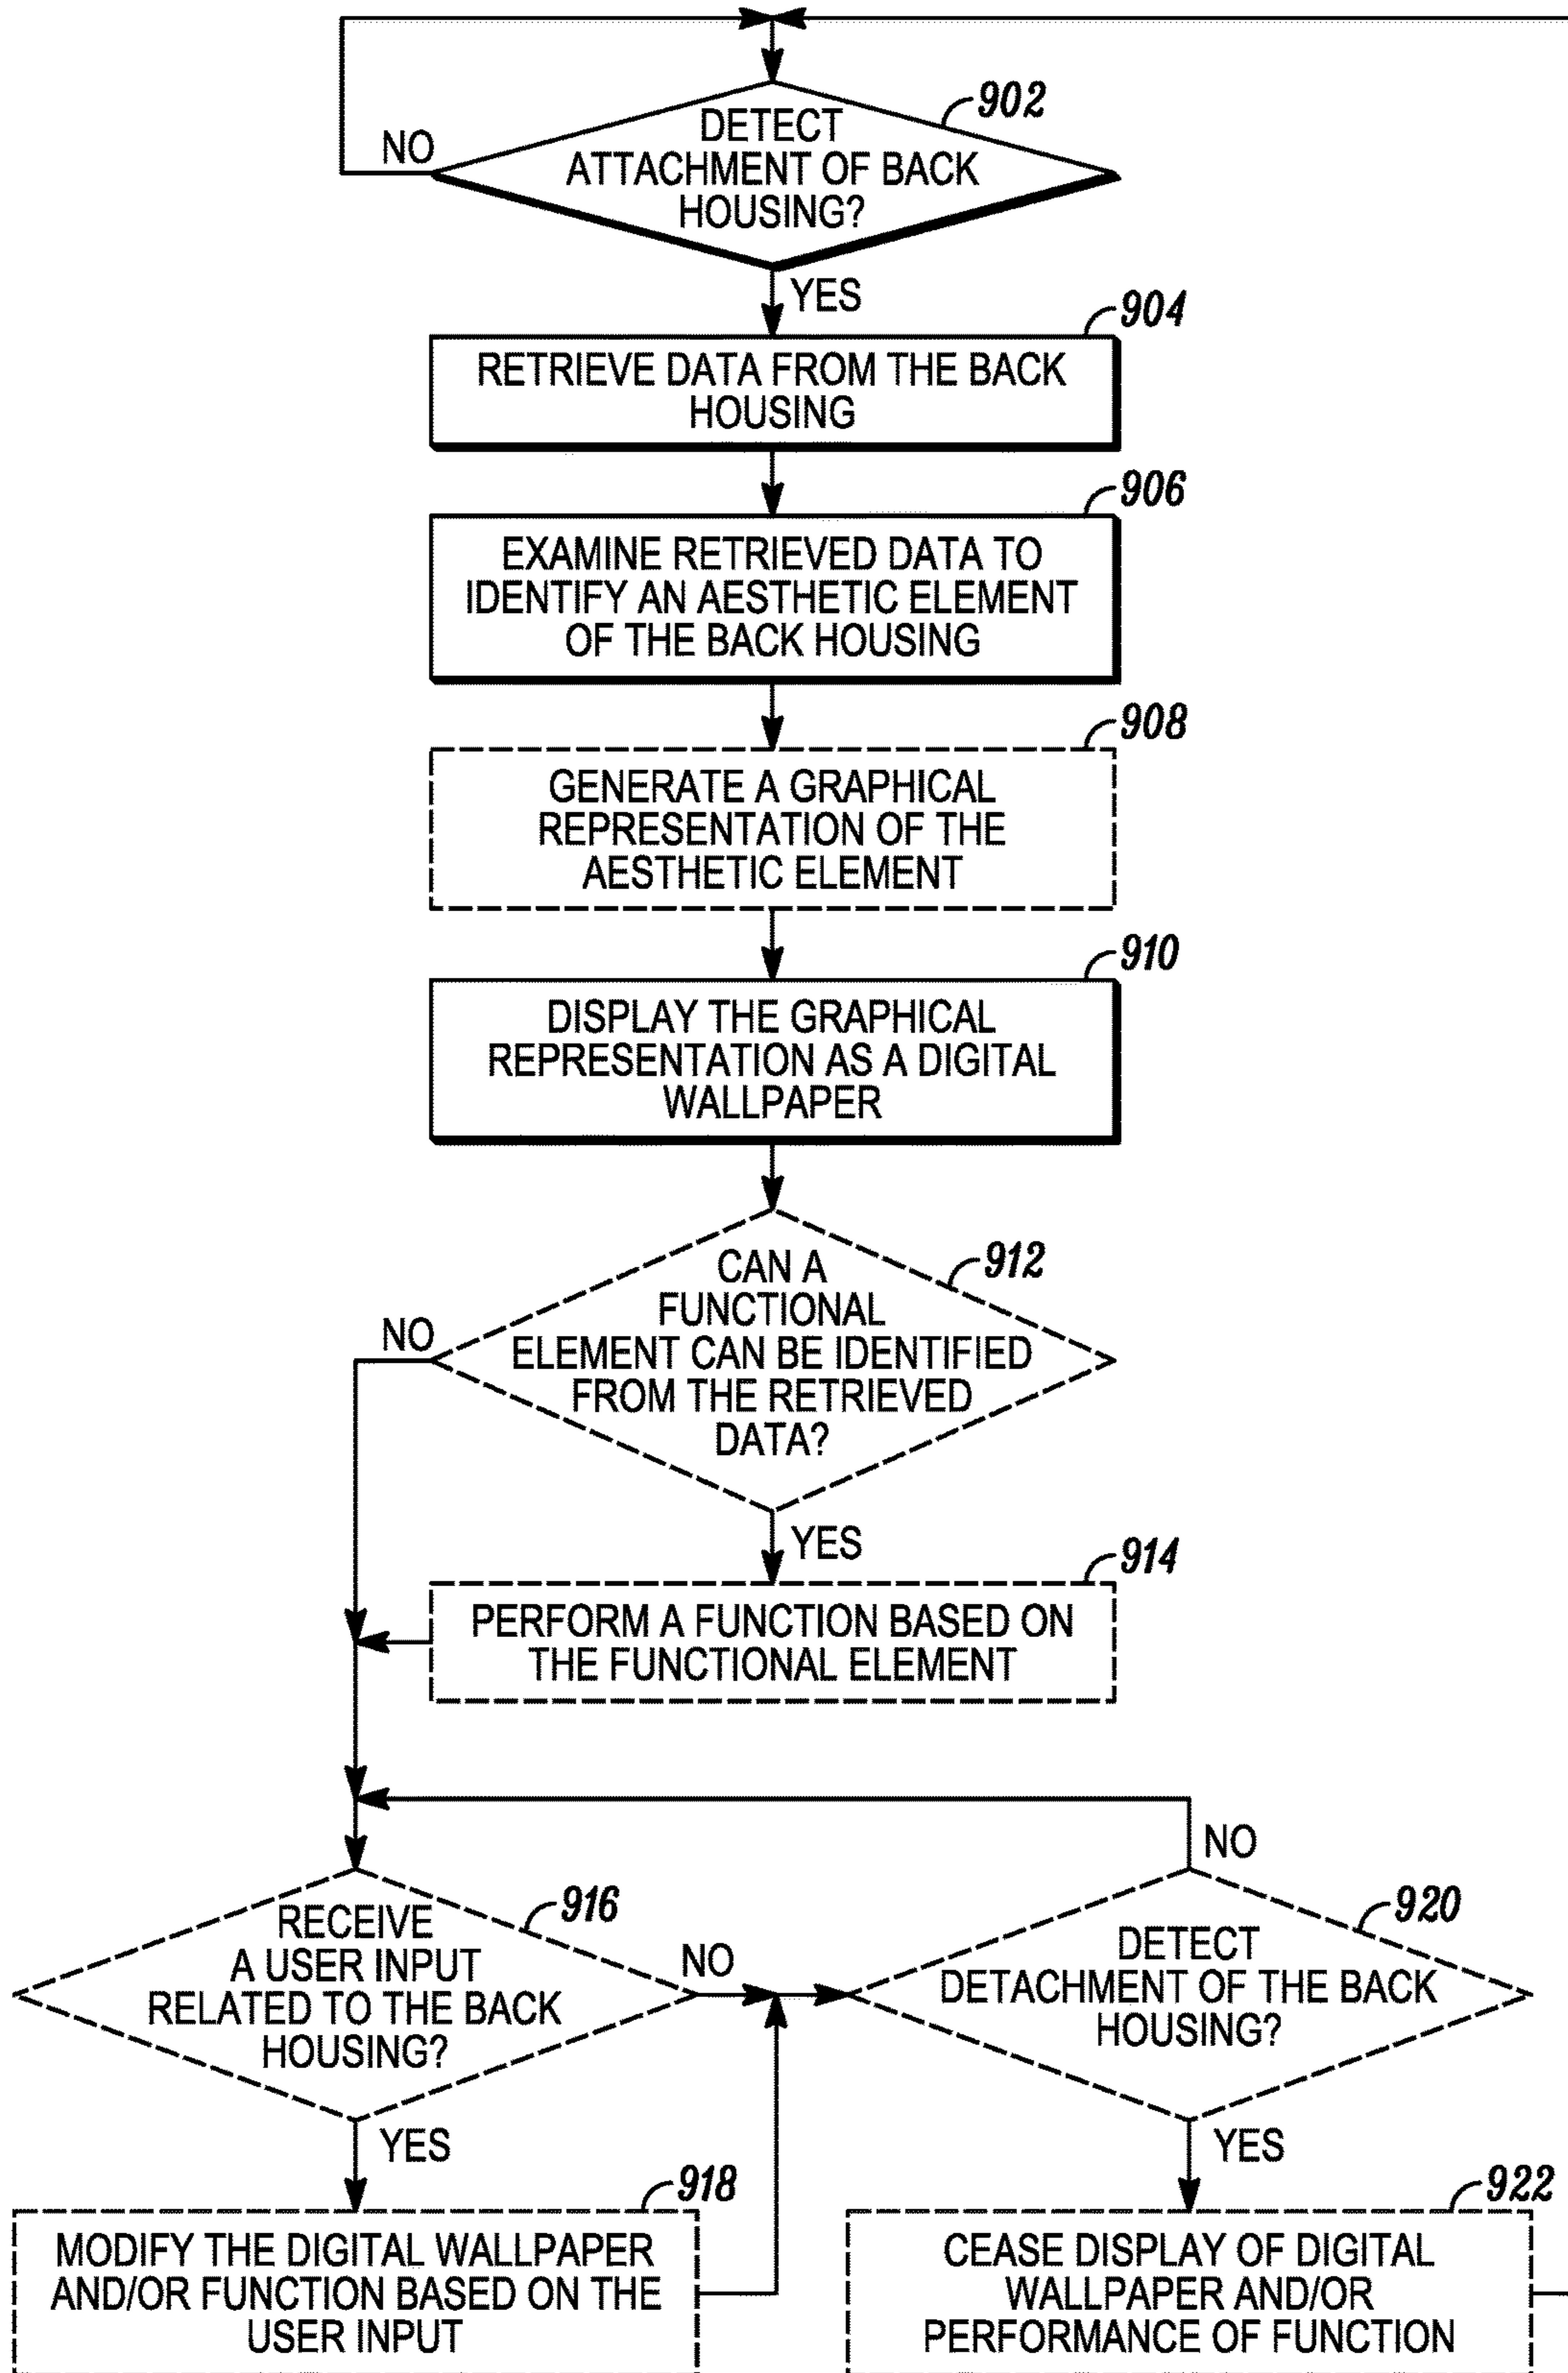 902
DETECT
ATTACHMENT OF BACK
HOUSING?
NO
YES
904
RETRIEVE DATA FROM THE BACK
HOUSING
906
EXAMINE RETRIEVED DATA TO
IDENTIFY AN AESTHETIC ELEMENT
OF THE BACK HOUSING
908
GENERATE A GRAPHICAL
REPRESENTATION OF THE
AESTHETIC ELEMENT
910
DISPLAY THE GRAPHICAL
REPRESENTATION AS A DIGITAL
WALLPAPER
912
CAN A
FUNCTIONAL
ELEMENT CAN BE IDENTIFIED
FROM THE RETRIEVED
DATA?
NO
YES
914
PERFORM A FUNCTION BASED ON
THE FUNCTIONAL ELEMENT
916
RECEIVE
A USER INPUT
RELATED TO THE BACK
HOUSING?
NO
YES
918
MODIFY THE DIGITAL WALLPAPER
AND/OR FUNCTION BASED ON THE
USER INPUT
NO
920
DETECT
DETACHMENT OF THE BACK
HOUSING?
YES
922
CEASE DISPLAY OF DIGITAL
WALLPAPER AND/OR
PERFORMANCE OF FUNCTION